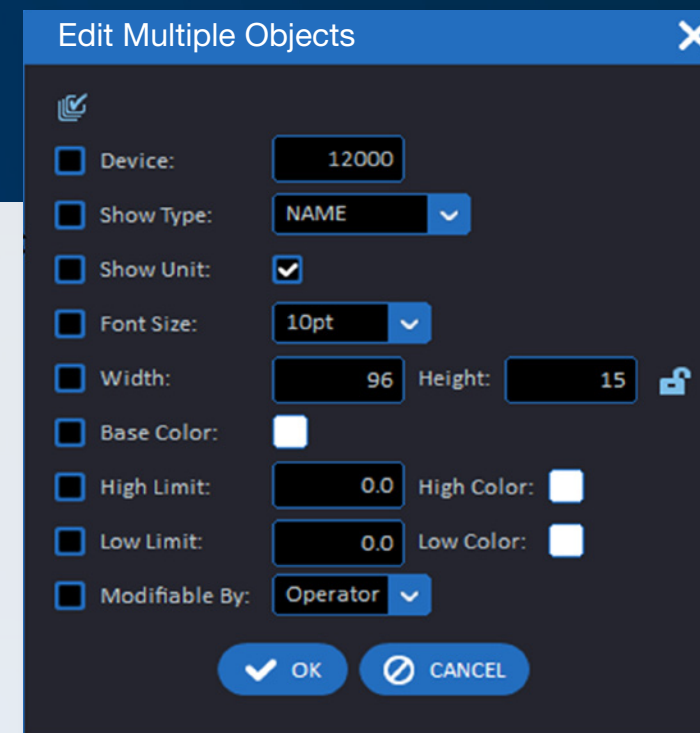 Edit Multiple Objects
Device: 12000
Show Type: NAME
Show Unit:
Font Size: 10pt
Width: 96 Height: 15
Base Color:
High Limit: 0.0 High Color:
Low Limit: 0.0 Low Color:
Modifiable By: Operator
OK CANCEL